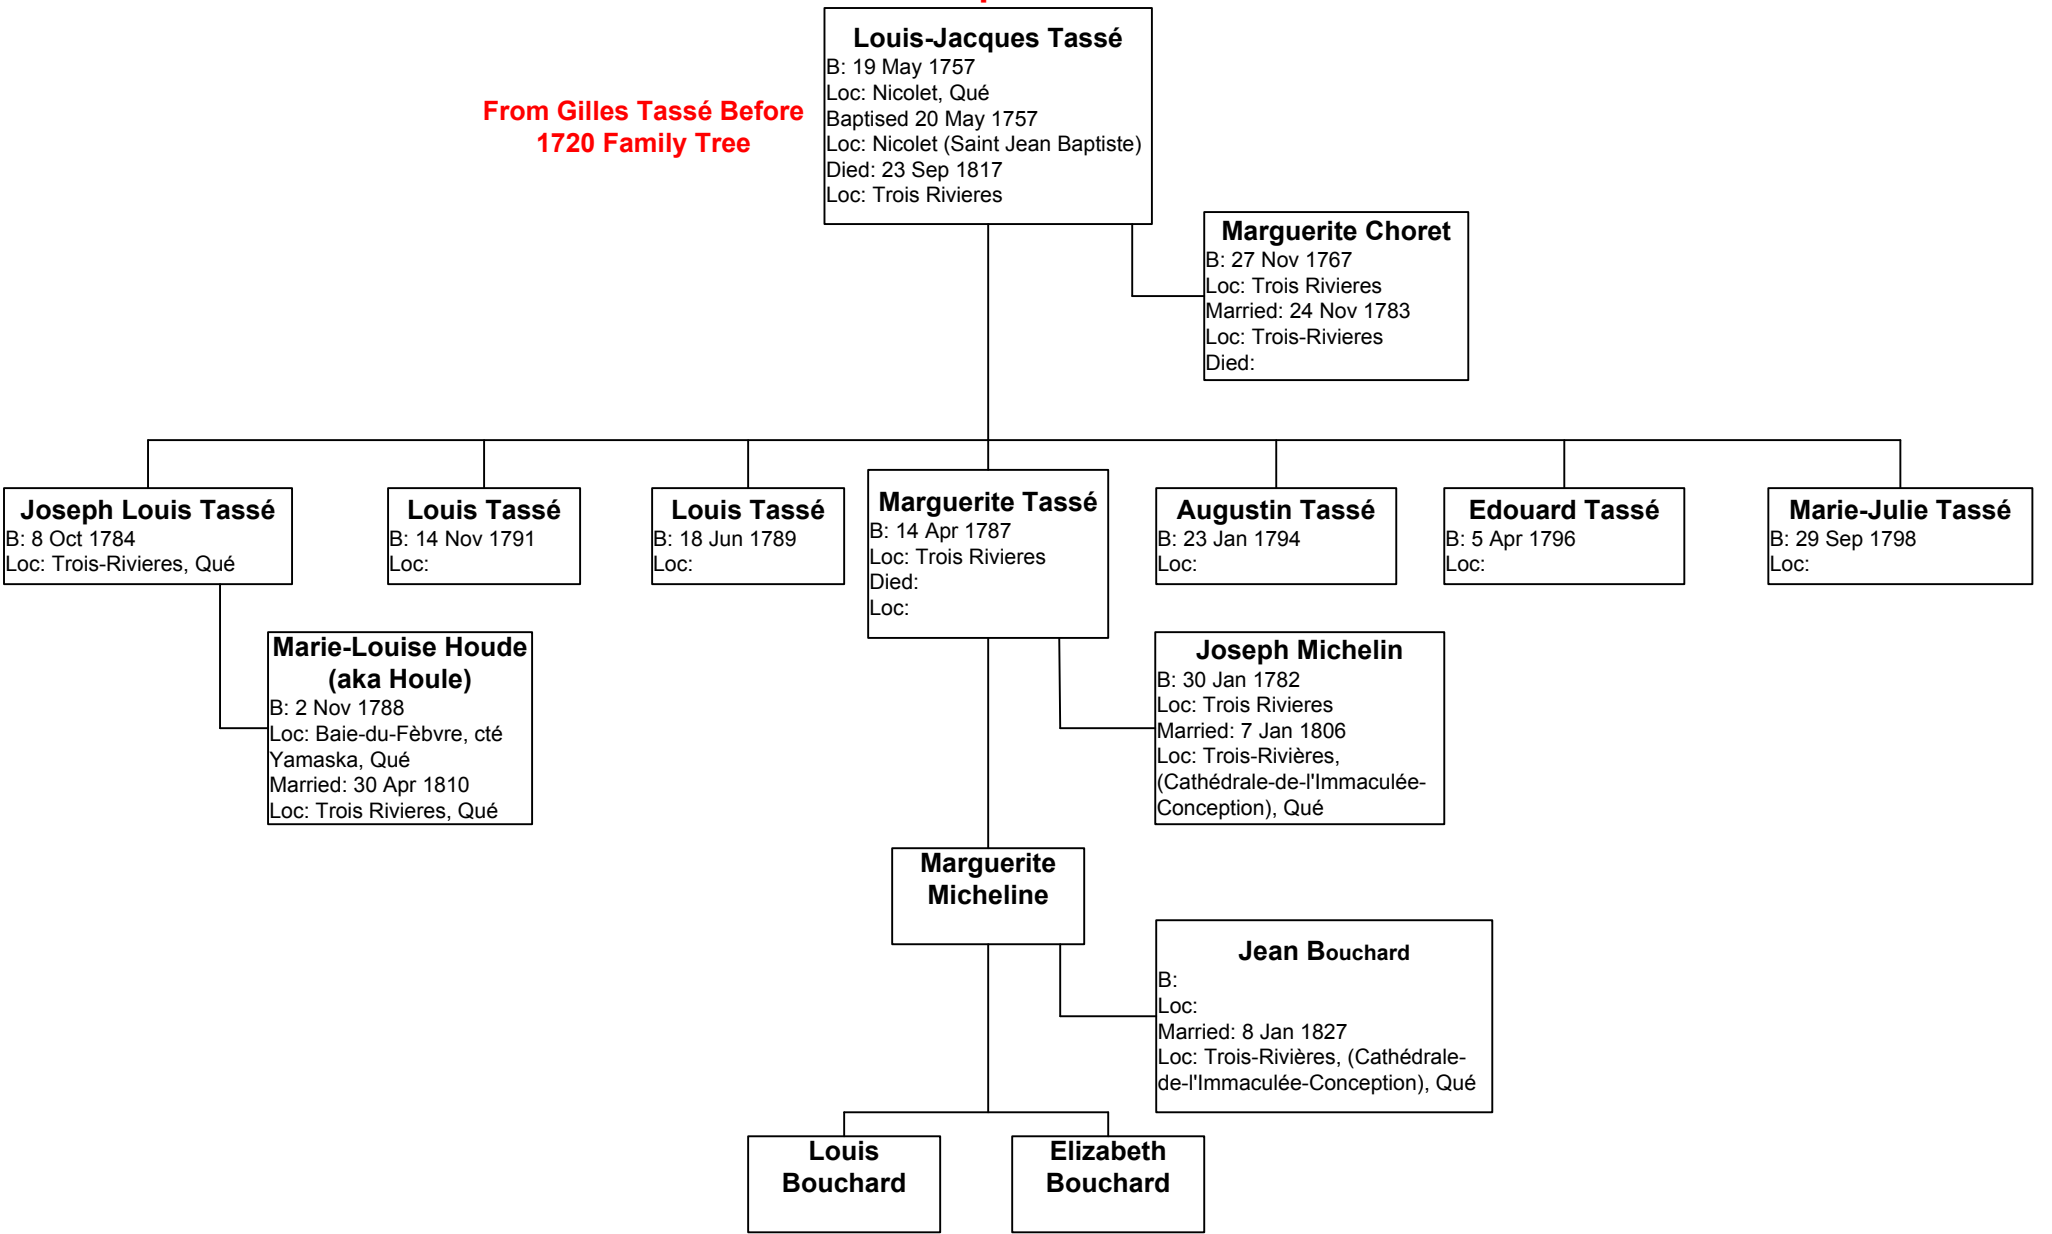 Louis-Jacques Tassé
B: 19 May 1757
Loc: Nicolet, Qué
Baptised 20 May 1757
Loc: Nicolet (Saint Jean Baptiste)
Died: 23 Sep 1817
Loc: Trois Rivieres
From Gilles Tassé Before
1720 Family Tree
Marguerite Choret
B: 27 Nov 1767
Loc: Trois Rivieres
Married: 24 Nov 1783
Loc: Trois-Rivieres
Died:
Joseph Louis Tassé
B: 8 Oct 1784
Loc: Trois-Rivieres, Qué
Louis Tassé
B: 14 Nov 1791
Loc:
Louis Tassé
B: 18 Jun 1789
Loc:
Marguerite Tassé
B: 14 Apr 1787
Loc: Trois Rivieres
Died:
Loc:
Augustin Tassé
B: 23 Jan 1794
Loc:
Edouard Tassé
B: 5 Apr 1796
Loc:
Marie-Julie Tassé
B: 29 Sep 1798
Loc:
Marie-Louise Houde
(aka Houle)
B: 2 Nov 1788
Loc: Baie-du-Fèbvre, cté
Yamaska, Qué
Married: 30 Apr 1810
Loc: Trois Rivieres, Qué
Joseph Michelin
B: 30 Jan 1782
Loc: Trois Rivieres
Married: 7 Jan 1806
Loc: Trois-Rivières,
(Cathédrale-de-l'Immaculée-
Conception), Qué
Marguerite
Micheline
Jean Bouchard
B:
Loc:
Married: 8 Jan 1827
Loc: Trois-Rivières, (Cathédrale-
de-l'Immaculée-Conception), Qué
Louis
Bouchard
Elizabeth
Bouchard